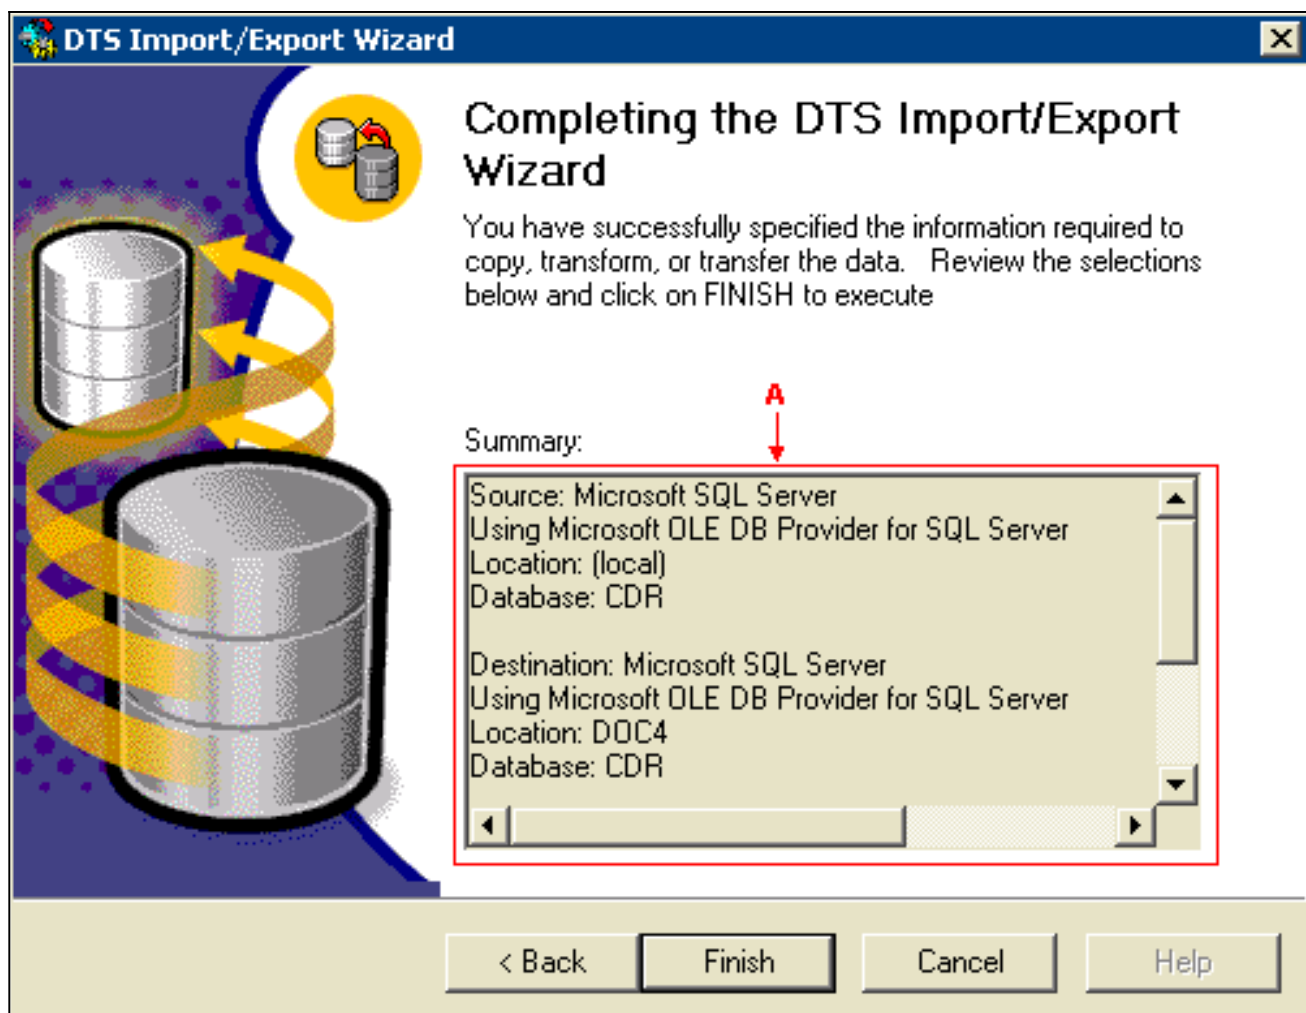 DTS Import/Export Wizard
Completing the DTS Import/Export
Wizard
You have successfully specified the information required to
copy, transform, or transfer the data.   Review the selections
below and click on FINISH to execute
A
Summary:
Source: Microsoft SQL Server
Using Microsoft OLE DB Provider for SQL Server
Location: (local)
Database: CDR
Destination: Microsoft SQL Server
Using Microsoft OLE DB Provider for SQL Server
Location: DOC4
Database: CDR
< Back
Finish
Cancel
Help